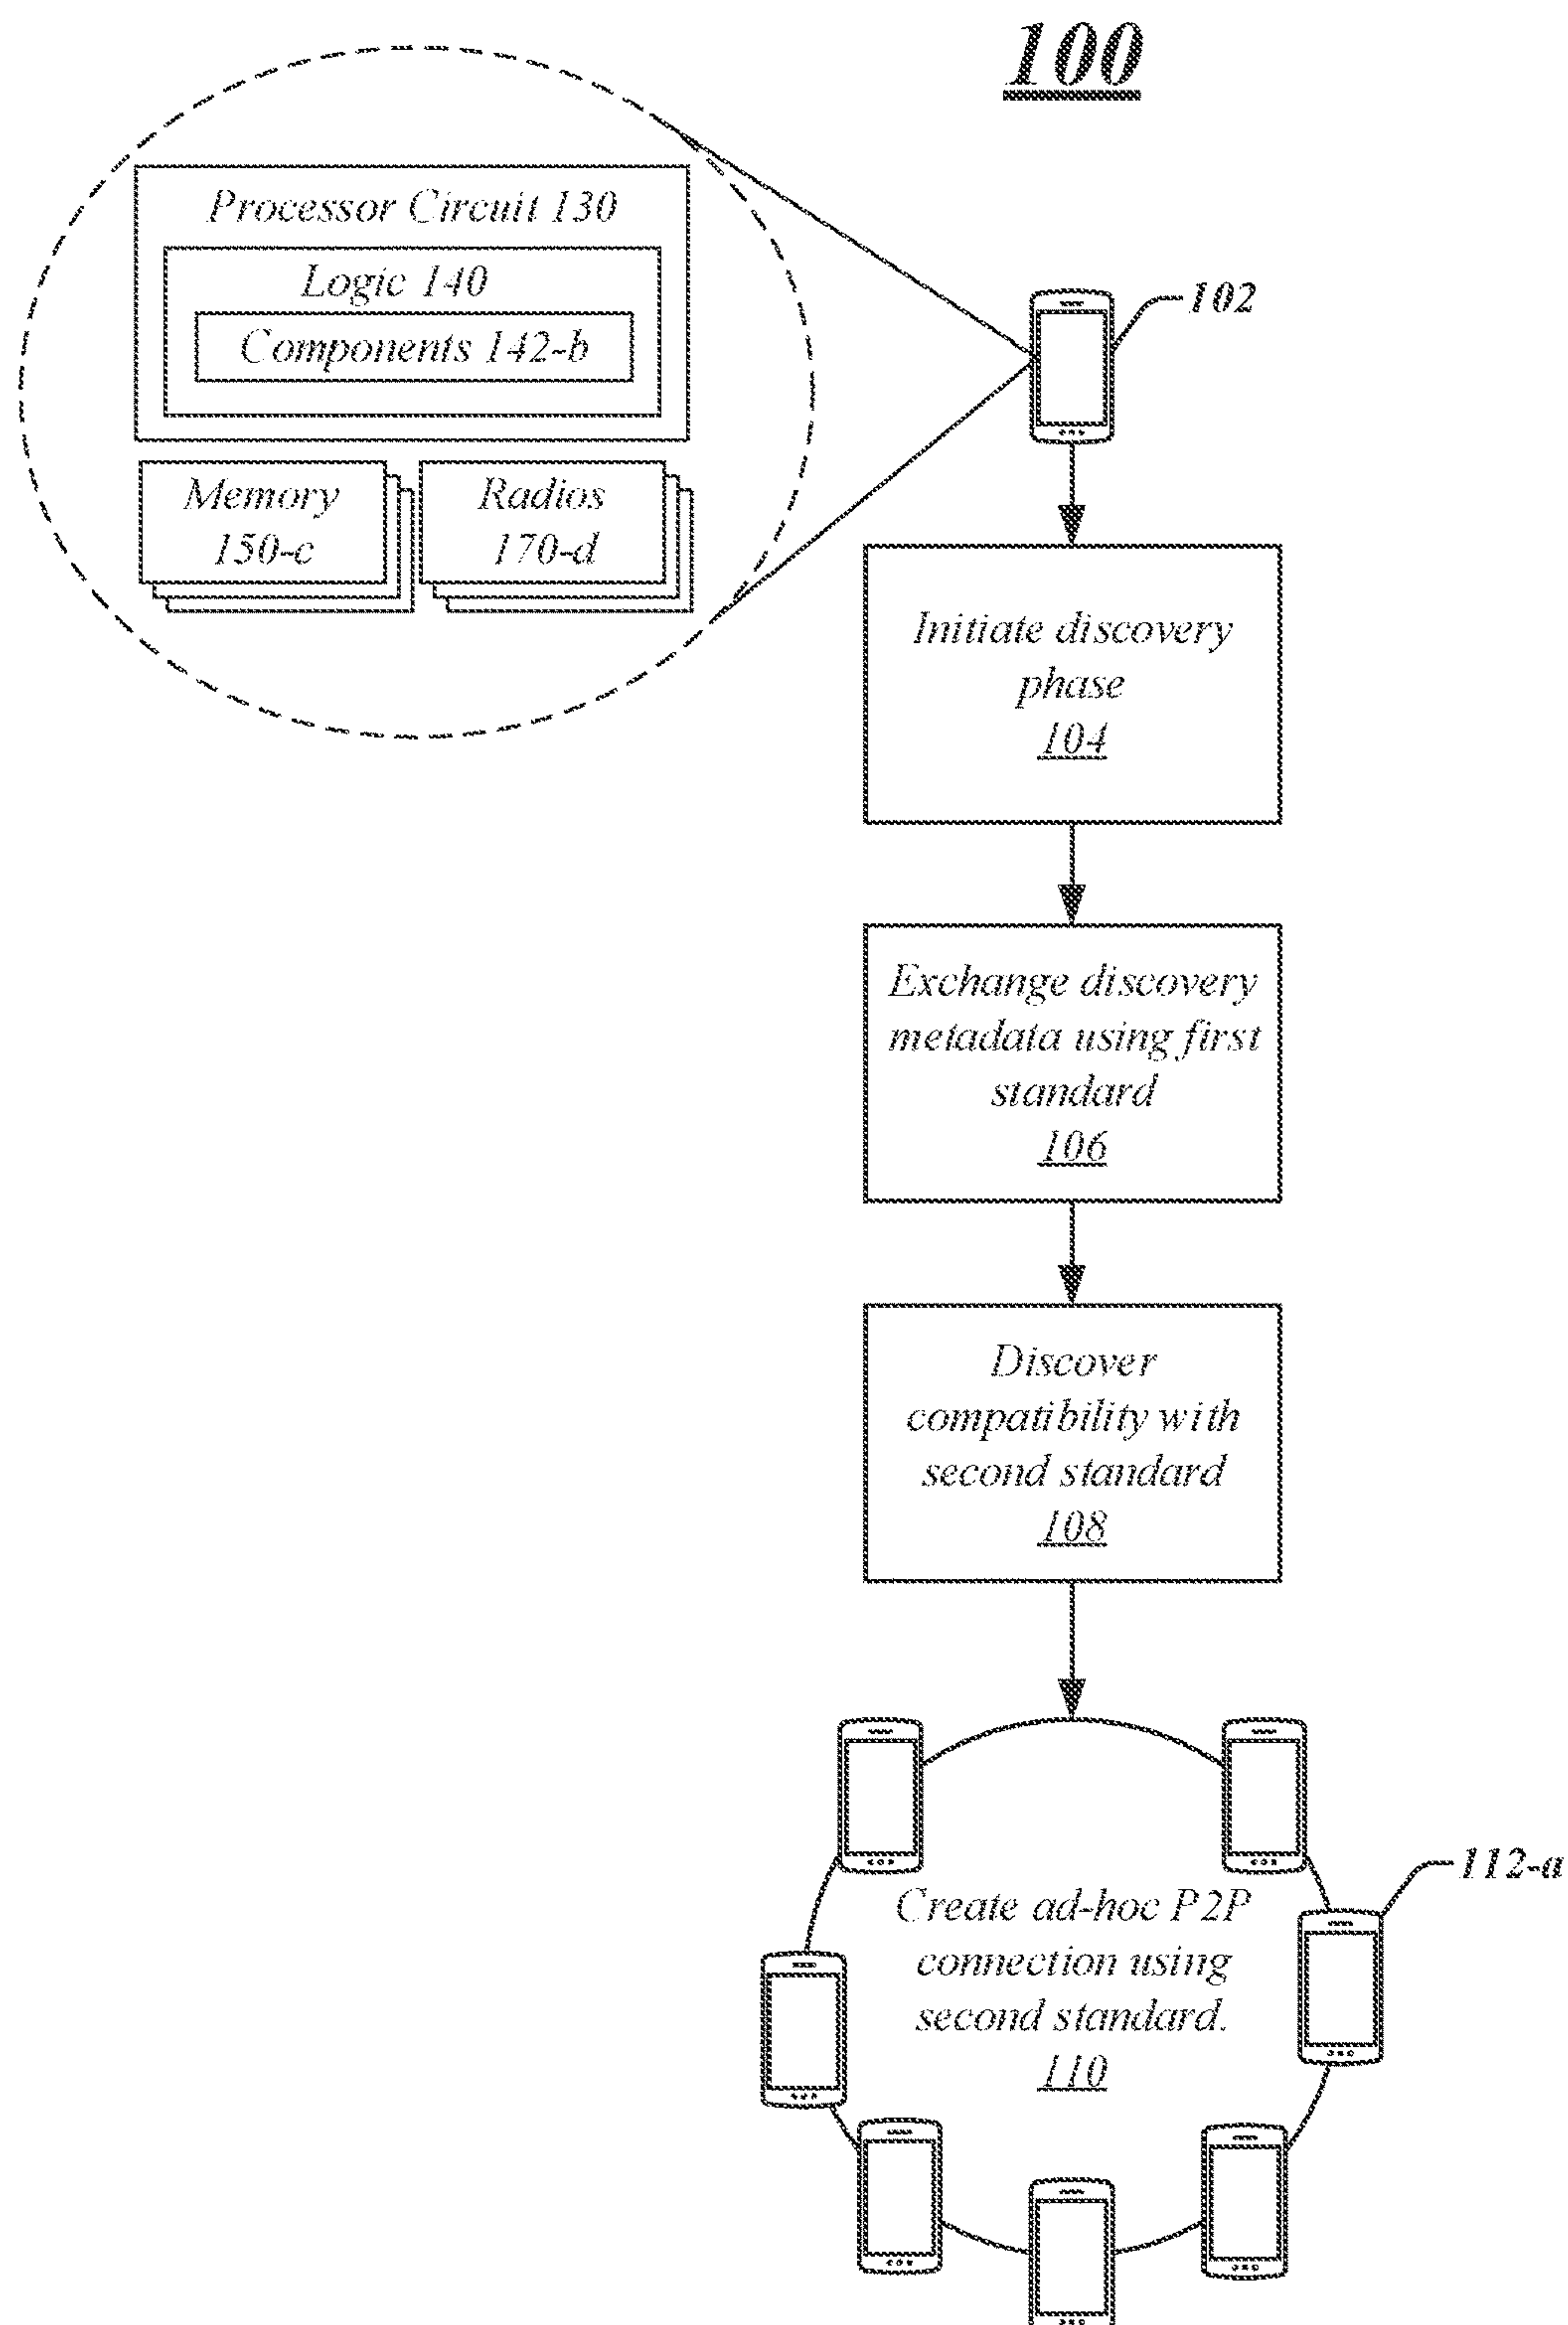 100
Processor Circuit 130
Logic 140
Components 142-b
Memory
150-c
Radios
170-d
102
Initiate discovery
phase
104
Exchange discovery
metadata using first
standard
106
Discover
compatibility with
second standard
108
112-a
Create ad-hoc P2P
connection using
second standard.
110